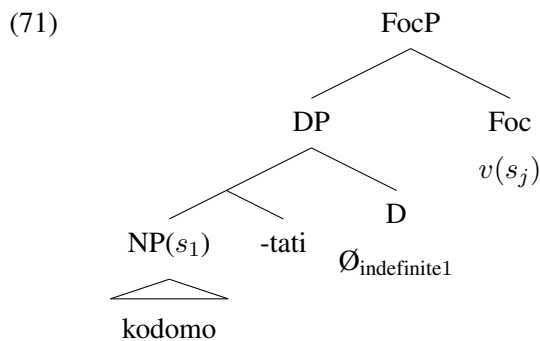 (71) FocP
DP Foc
v(s_j)
D
NP(s_1) -tati
Ø_indefinite1
kodomo